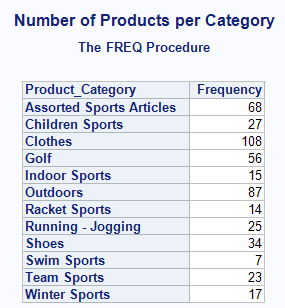 Number of Products per Category
The FREQ Procedure
Product_Category Frequency
Assorted Sports Articles 68
Children Sports 27
Clothes 108
Golf 56
Indoor Sports 15
Outdoors 87
Racket Sports 14
Running - Jogging 25
Shoes 34
Swim Sports 7
Team Sports 23
Winter Sports 17